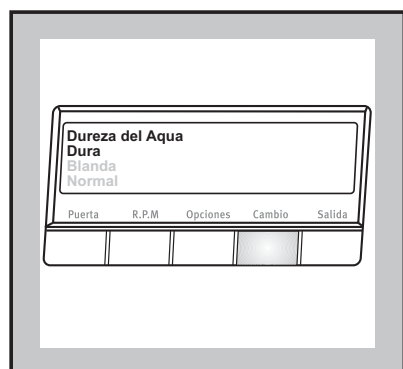 Dureza del Aqua
Dura
Blanda
Normal
Puerta R.P.M Opciones Cambio Salida